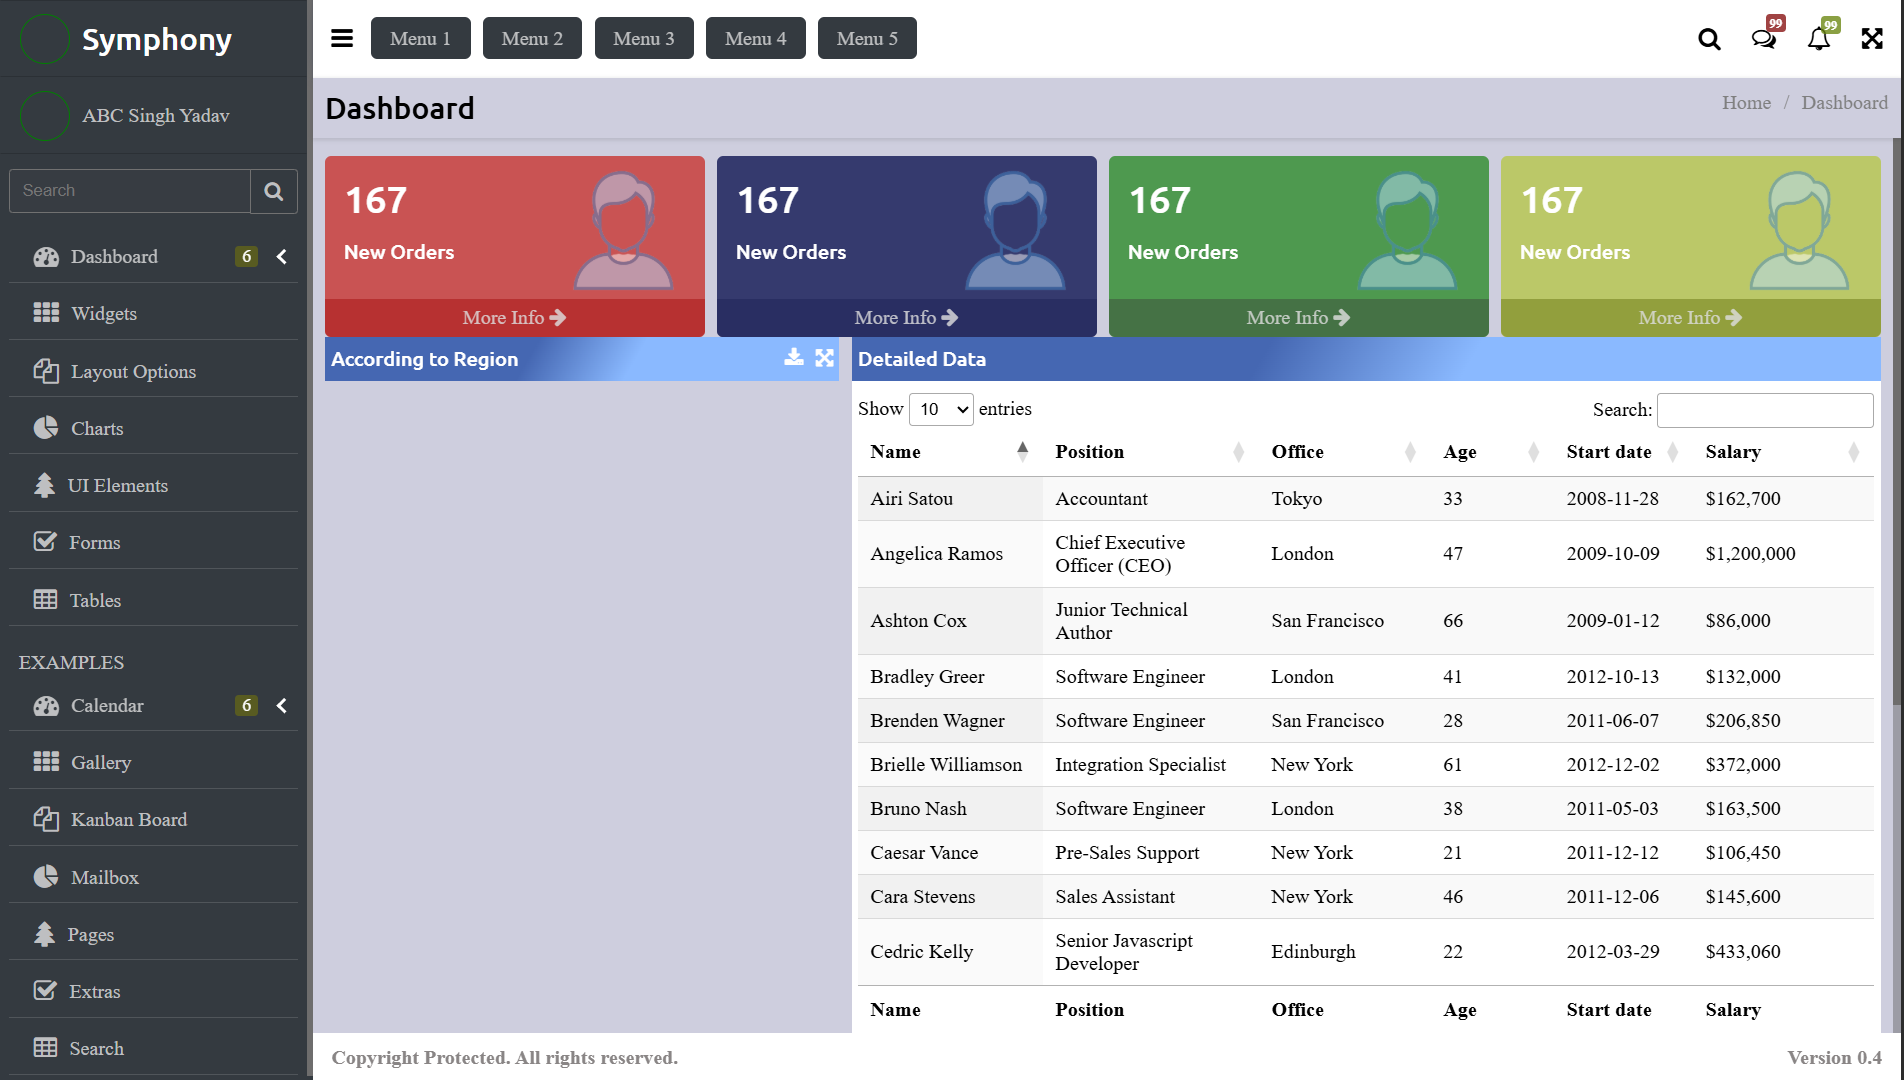 Symphony
ABC Singh Yadav
Search
Dashboard 6
Widgets
Layout Options
Charts
UI Elements
Forms
Tables
EXAMPLES
Calendar 6
Gallery
Kanban Board
Mailbox
Pages
Extras
Search
Menu 1 Menu 2 Menu 3 Menu 4 Menu 5 99 99
Dashboard
Home / Dashboard
167
New Orders
More Info
167
New Orders
More Info
167
New Orders
More Info
167
New Orders
More Info
According to Region
Detailed Data
Show 10 entries Search:
Name Position Office Age Start date Salary
Airi Satou Accountant Tokyo 33 2008-11-28 $162,700
Angelica Ramos Chief Executive Officer (CEO) London 47 2009-10-09 $1,200,000
Ashton Cox Junior Technical Author San Francisco 66 2009-01-12 $86,000
Bradley Greer Software Engineer London 41 2012-10-13 $132,000
Brenden Wagner Software Engineer San Francisco 28 2011-06-07 $206,850
Brielle Williamson Integration Specialist New York 61 2012-12-02 $372,000
Bruno Nash Software Engineer London 38 2011-05-03 $163,500
Caesar Vance Pre-Sales Support New York 21 2011-12-12 $106,450
Cara Stevens Sales Assistant New York 46 2011-12-06 $145,600
Cedric Kelly Senior Javascript Developer Edinburgh 22 2012-03-29 $433,060
Name Position Office Age Start date Salary
Copyright Protected. All rights reserved. Version 0.4